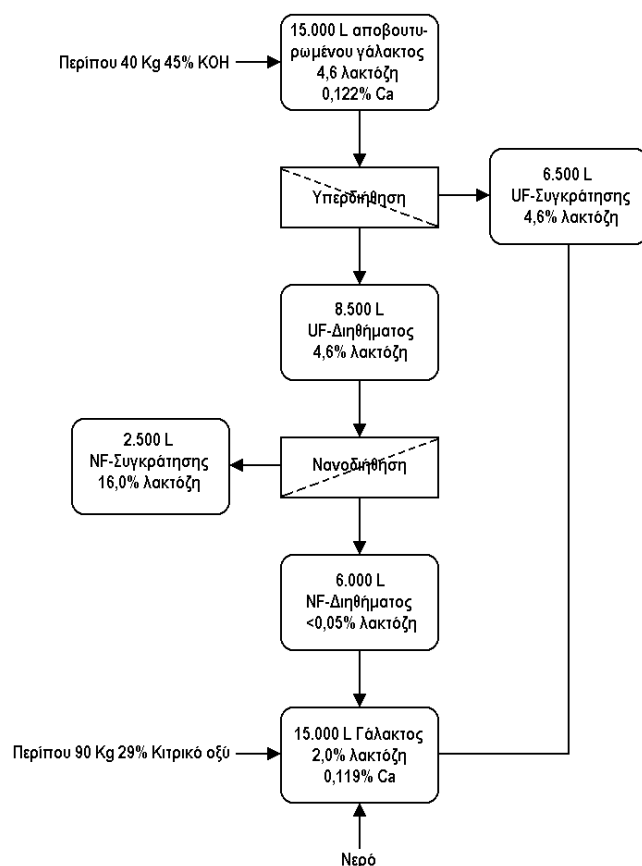 15.000 L αποβουτυ-
ρωμένου γάλακτος
4,6 λακτόζη
0,122% Ca
Περίπου 40 Kg 45% KOH
Υπερδιήθηση
6.500 L
UF-Συγκράτησης
4,6% λακτόζη
8.500 L
UF-Διηθήματος
4,6% λακτόζη
2.500 L
NF-Συγκράτησης
16,0% λακτόζη
Νανοδιήθηση
6.000 L
NF-Διηθήματος
<0,05% λακτόζη
Περίπου 90 Kg 29% Κιτρικό οξύ
15.000 L Γάλακτος
2,0% λακτόζη
0,119% Ca
Νερό